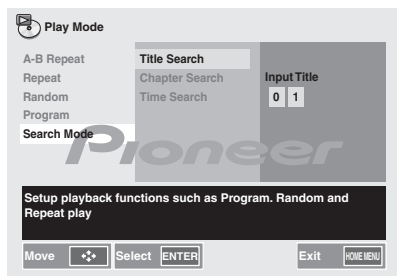 Play Mode
A-B Repeat
Repeat
Random
Program
Search Mode
Title Search
Chapter Search
Time Search
Input Title
0 1
Pioneer
Setup playback functions such as Program. Random and
Repeat play
Move Select ENTER Exit HOME MENU